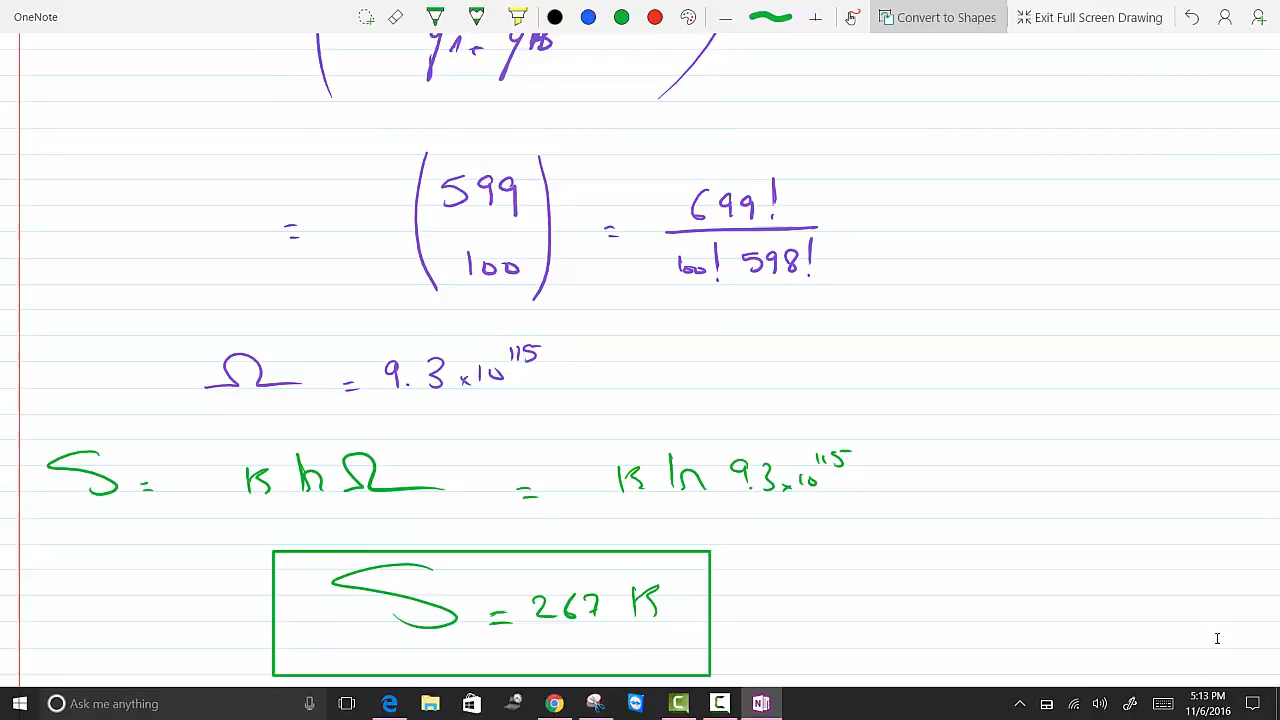 OneNote
Convert to Shapes
Exit Full Screen Drawing
= ( 599 100 ) = 699! / 100! 598!
Ω = 9.3 x 10^115
S = K ln Ω = K ln 9.3 x 10^115
S = 267 K
Ask me anything
5:13 PM
11/6/2016